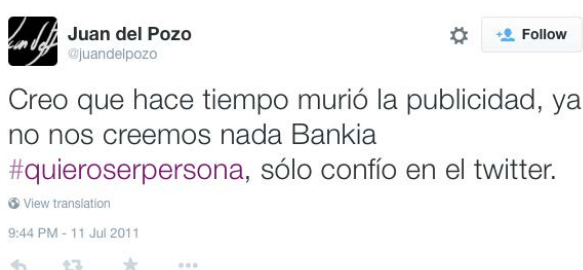 Juan del Pozo
@juandelpozo
Follow
Creo que hace tiempo murió la publicidad, ya
no nos creemos nada Bankia
#quieroserpersona, sólo confío en el twitter.
View translation
9:44 PM - 11 Jul 2011